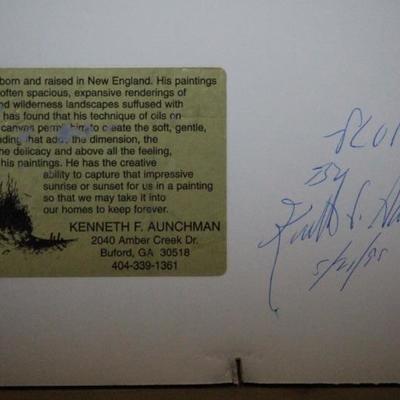 born and raised in New England. His paintings
often spacious, expansive renderings of
nd wilderness landscapes suffused with
has found that his technique of oils on
canvas permit him to create the soft, gentle,
ding that adds the dimension, the
he delicacy and above all the feeling,
his paintings. He has the creative
ability to capture that impressive
sunrise or sunset for us in a painting
so that we may take it into
our homes to keep forever.
KENNETH F. AUNCHMAN
2040 Amber Creek Dr.
Buford, GA 30518
404-339-1361
By